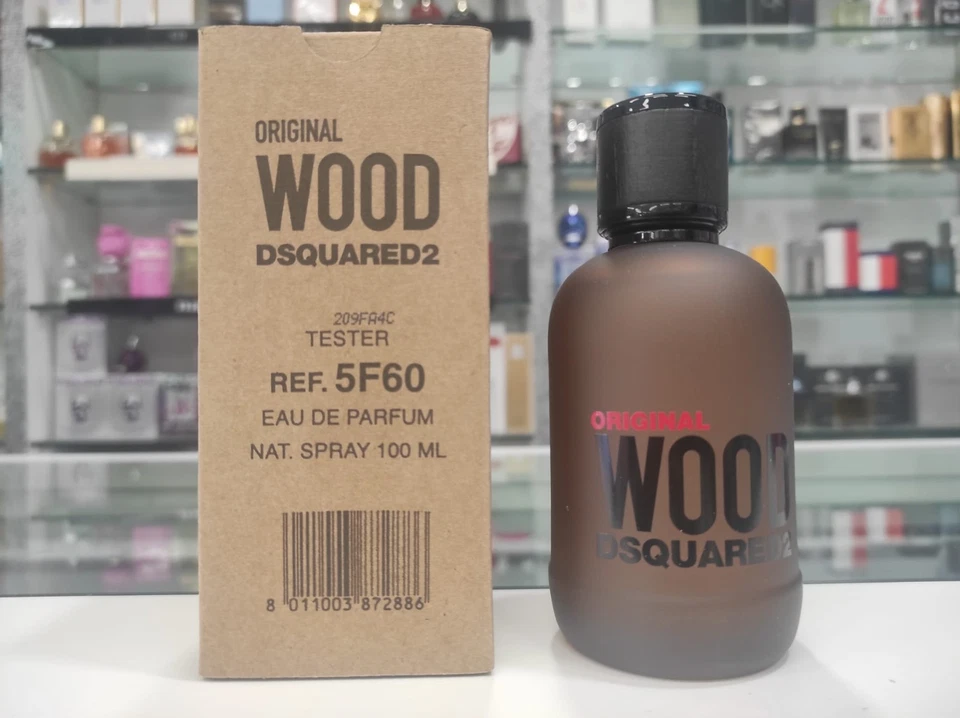 ORIGINAL
WOOD
DSQUARED2
209FA4C
TESTER
REF. 5F60
EAU DE PARFUM
NAT. SPRAY 100 ML
8 011003 872886
ORIGINAL
WOOD
DSQUARED2